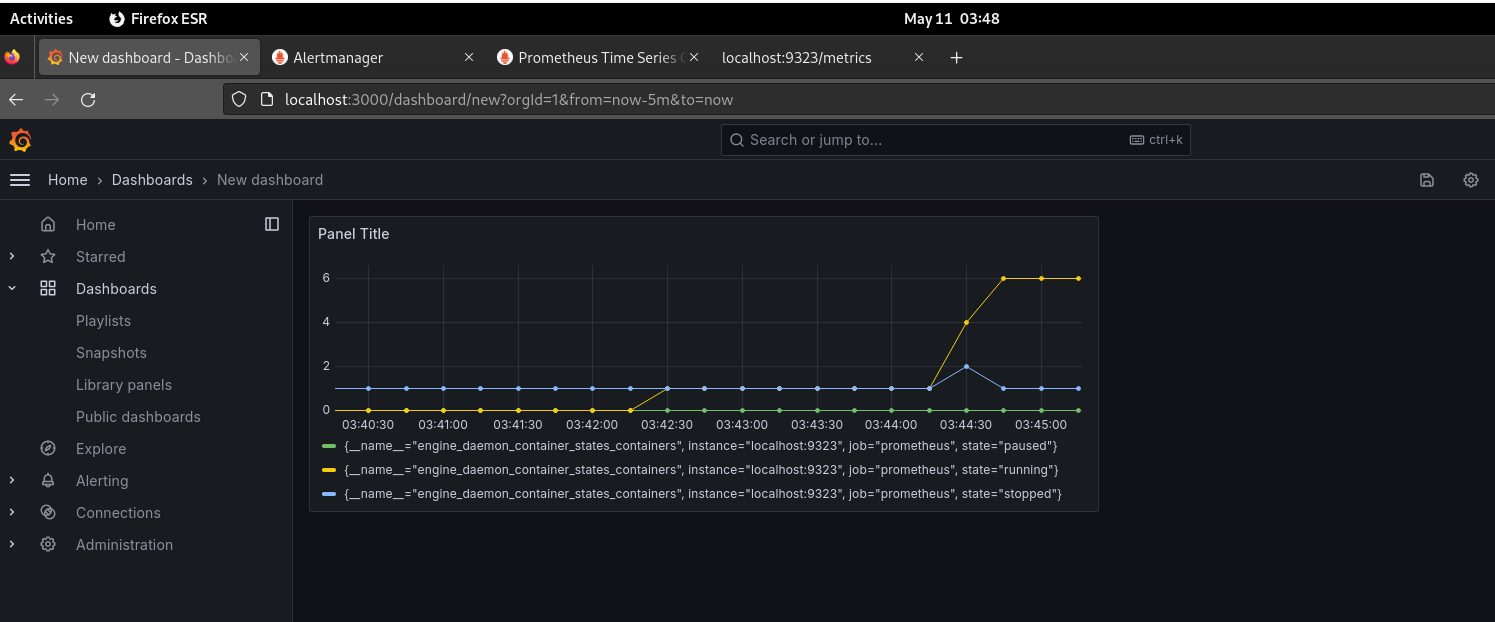 Activities Firefox ESR May 11 03:48
New dashboard - Dashbo Alertmanager Prometheus Time Series localhost:9323/metrics
localhost:3000/dashboard/new?orgId=1&from=now-5m&to=now
Search or jump to... ctrl+k
Home › Dashboards › New dashboard
Home
Starred
Dashboards
Playlists
Snapshots
Library panels
Public dashboards
Explore
Alerting
Connections
Administration
Panel Title
6
4
2
0
03:40:30 03:41:00 03:41:30 03:42:00 03:42:30 03:43:00 03:43:30 03:44:00 03:44:30 03:45:00
{__name__="engine_daemon_container_states_containers", instance="localhost:9323", job="prometheus", state="paused"}
{__name__="engine_daemon_container_states_containers", instance="localhost:9323", job="prometheus", state="running"}
{__name__="engine_daemon_container_states_containers", instance="localhost:9323", job="prometheus", state="stopped"}